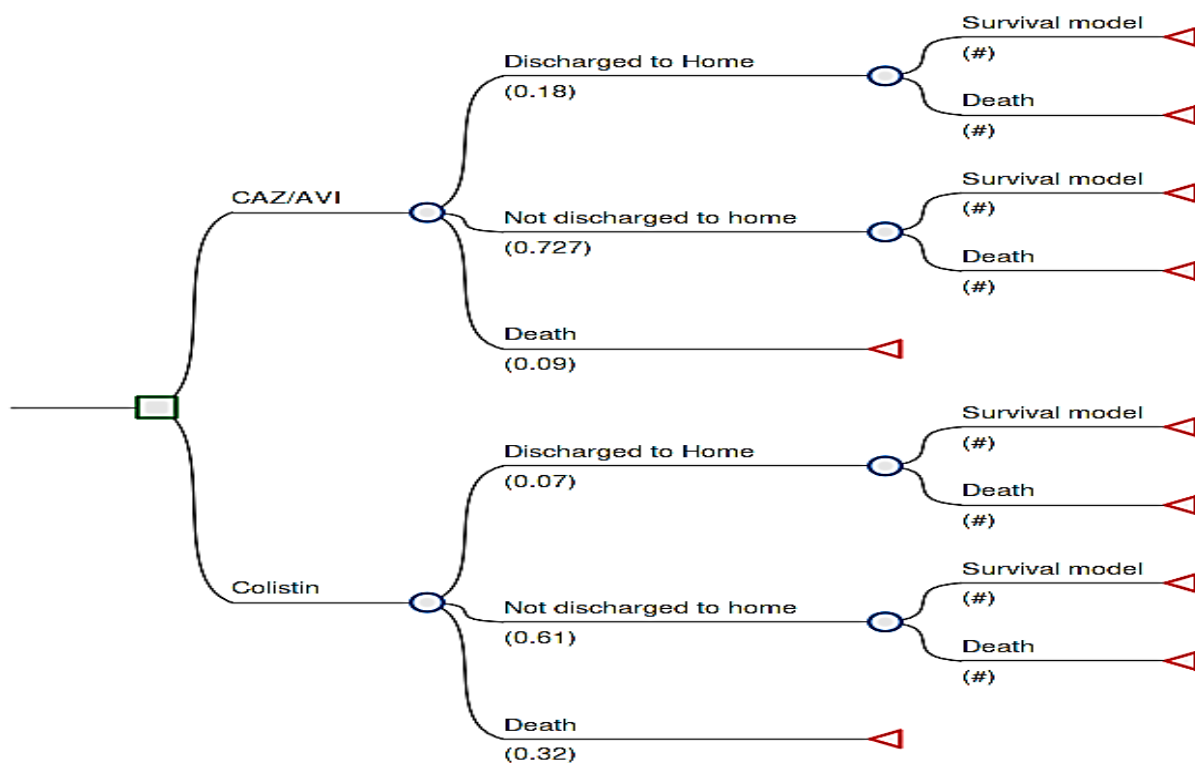 Survival model
(#)
Discharged to Home
(0.18)
Death
(#)
CAZ/AVI
Survival model
(#)
Not discharged to home
(0.727)
Death
(#)
Death
(0.09)
Survival model
(#)
Discharged to Home
(0.07)
Death
(#)
Colistin
Survival model
(#)
Not discharged to home
(0.61)
Death
(#)
Death
(0.32)